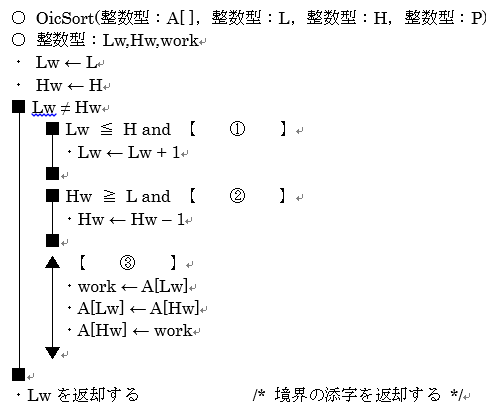 ○ OicSort(整数型：A[ ]，整数型：L，整数型：H，整数型：P)
○ 整数型：Lw,Hw,work
・ Lw ← L
・ Hw ← H
■ Lw ≠ Hw
■ Lw ≦ H and 【 ① 】
・Lw ← Lw + 1
■ Hw ≧ L and 【 ② 】
・Hw ← Hw − 1
▲ 【 ③ 】
・work ← A[Lw]
・A[Lw] ← A[Hw]
・A[Hw] ← work
・Lw を返却する /* 境界の添字を返却する */